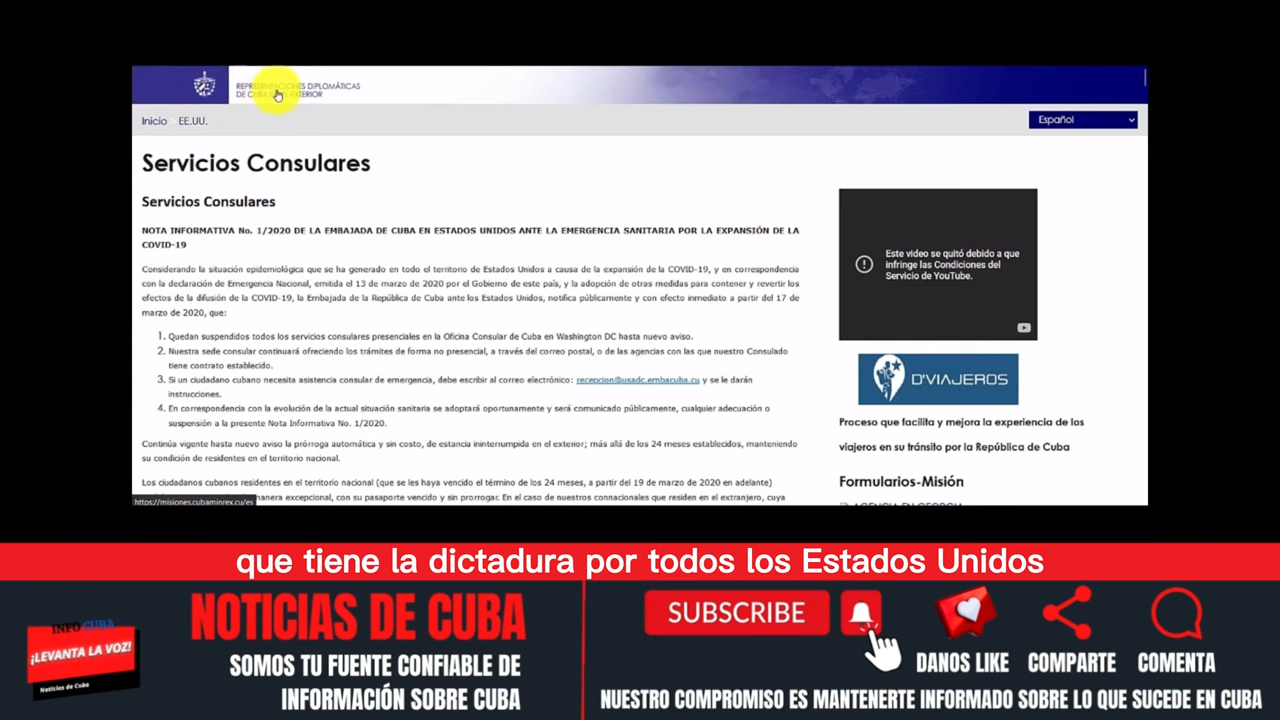 REPRESENTACIONES DIPLOMÁTICAS
DE CUBA EN EL EXTERIOR
Inicio EE.UU.
Español
Servicios Consulares
Servicios Consulares
NOTA INFORMATIVA No. 1/2020 DE LA EMBAJADA DE CUBA EN ESTADOS UNIDOS ANTE LA EMERGENCIA SANITARIA POR LA EXPANSIÓN DE LA
COVID-19
Considerando la situación epidemiológica que se ha generado en todo el territorio de Estados Unidos a causa de la expansión de la COVID-19, y en correspondencia
con la declaración de Emergencia Nacional, emitida el 13 de marzo de 2020 por el Gobierno de este país, y la adopción de otras medidas para contener y revertir los
efectos de la difusión de la COVID-19, la Embajada de la República de Cuba ante los Estados Unidos, notifica públicamente y con efecto inmediato a partir del 17 de
marzo de 2020, que:
1. Quedan suspendidos todos los servicios consulares presenciales en la Oficina Consular de Cuba en Washington DC hasta nuevo aviso.
2. Nuestra sede consular continuará ofreciendo los trámites de forma no presencial, a través del correo postal, o de las agencias con las que nuestro Consulado
tiene contrato establecido.
3. Si un ciudadano cubano necesita asistencia consular de emergencia, debe escribir al correo electrónico: recepcion@usadc.embacuba.cu y se le darán
instrucciones.
4. En correspondencia con la evolución de la actual situación sanitaria se adoptará oportunamente y será comunicado públicamente, cualquier adecuación o
suspensión a la presente Nota Informativa No. 1/2020.
Continúa vigente hasta nuevo aviso la prórroga automática y sin costo, de estancia ininterrumpida en el exterior; más allá de los 24 meses establecidos, manteniendo
su condición de residentes en el territorio nacional.
Los ciudadanos cubanos residentes en el territorio nacional (que se les haya vencido el término de los 24 meses, a partir del 19 de marzo de 2020 en adelante)
manera excepcional, con su pasaporte vencido y sin prorrogar. En el caso de nuestros connacionales que residen en el extranjero, cuya
https://misiones.cubaminrex.cu/es
Este video se quitó debido a que
infringe las Condiciones del
Servicio de YouTube.
D'VIAJEROS
Proceso que facilita y mejora la experiencia de los
viajeros en su tránsito por la República de Cuba
Formularios-Misión
AGENCIA EN GEORGIA
que tiene la dictadura por todos los Estados Unidos
INFO CUBA
¡LEVANTA LA VOZ!
Noticias de Cuba
NOTICIAS DE CUBA
SOMOS TU FUENTE CONFIABLE DE
INFORMACIÓN SOBRE CUBA
SUBSCRIBE
DANOS LIKE
COMPARTE
COMENTA
NUESTRO COMPROMISO ES MANTENERTE INFORMADO SOBRE LO QUE SUCEDE EN CUBA